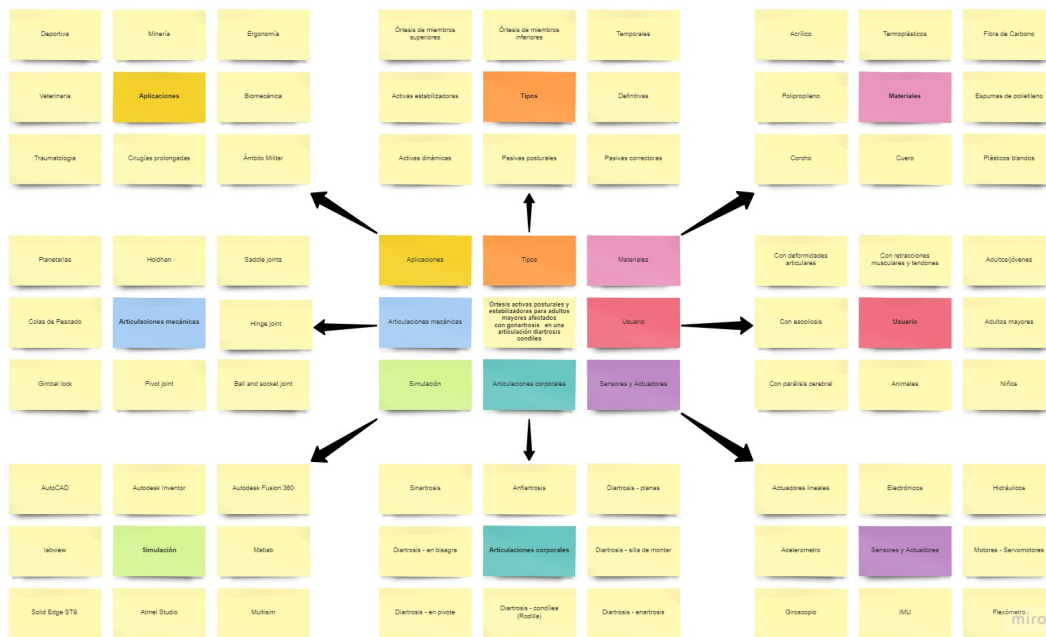 Deportiva
Minería
Ergonomía
Veterinaria
Aplicaciones
Biomecánica
Traumatología
Cirugías prolongadas
Ámbito Militar
Órtesis de miembros
superiores
Órtesis de miembros
inferiores
Temporales
Activas estabilizadoras
Tipos
Definitivas
Activas dinámicas
Pasivas posturales
Pasivas correctoras
Acrílico
Termoplásticos
Fibra de Carbono
Polipropileno
Materiales
Espumas de polietileno
Corcho
Cuero
Plásticos blandos
Planetarias
Holdhan
Saddle joints
Colas de Pescado
Articulaciones mecánicas
Hinge joint
Gimbal lock
Pivot joint
Ball and socket joint
Aplicaciones
Tipos
Materiales
Articulaciones mecánicas
Ortesis activas posturales y
estabilizadoras para adultos
mayores afectados
con gonartrosis en una
articulación diartrosis
condílea
Usuario
Simulación
Articulaciones corporales
Sensores y Actuadores
Con deformidades
articulares
Con retracciones
musculares y tendones
Adultos/jóvenes
Con escoliosis
Usuario
Adultos mayores
Con parálisis cerebral
Animales
Niños
AutoCAD
Autodesk Inventor
Autodesk Fusion 360
labview
Simulación
Matlab
Solid Edge ST9.
Atmel Studio
Multisim
Sinartrosis
Anfiartrosis
Diartrosis - planas
Diartrosis - en bisagra
Articulaciones corporales
Diartrosis - silla de montar
Diartrosis - en pivote
Diartrosis - condílea
(Rodilla)
Diartrosis - enartrosis
Actuadores lineales
Electrónicos
Hidráulicos
Acelerometro
Sensores y Actuadores
Motores - Servomotores
Giroscopio
IMU
Flexómetro
miro